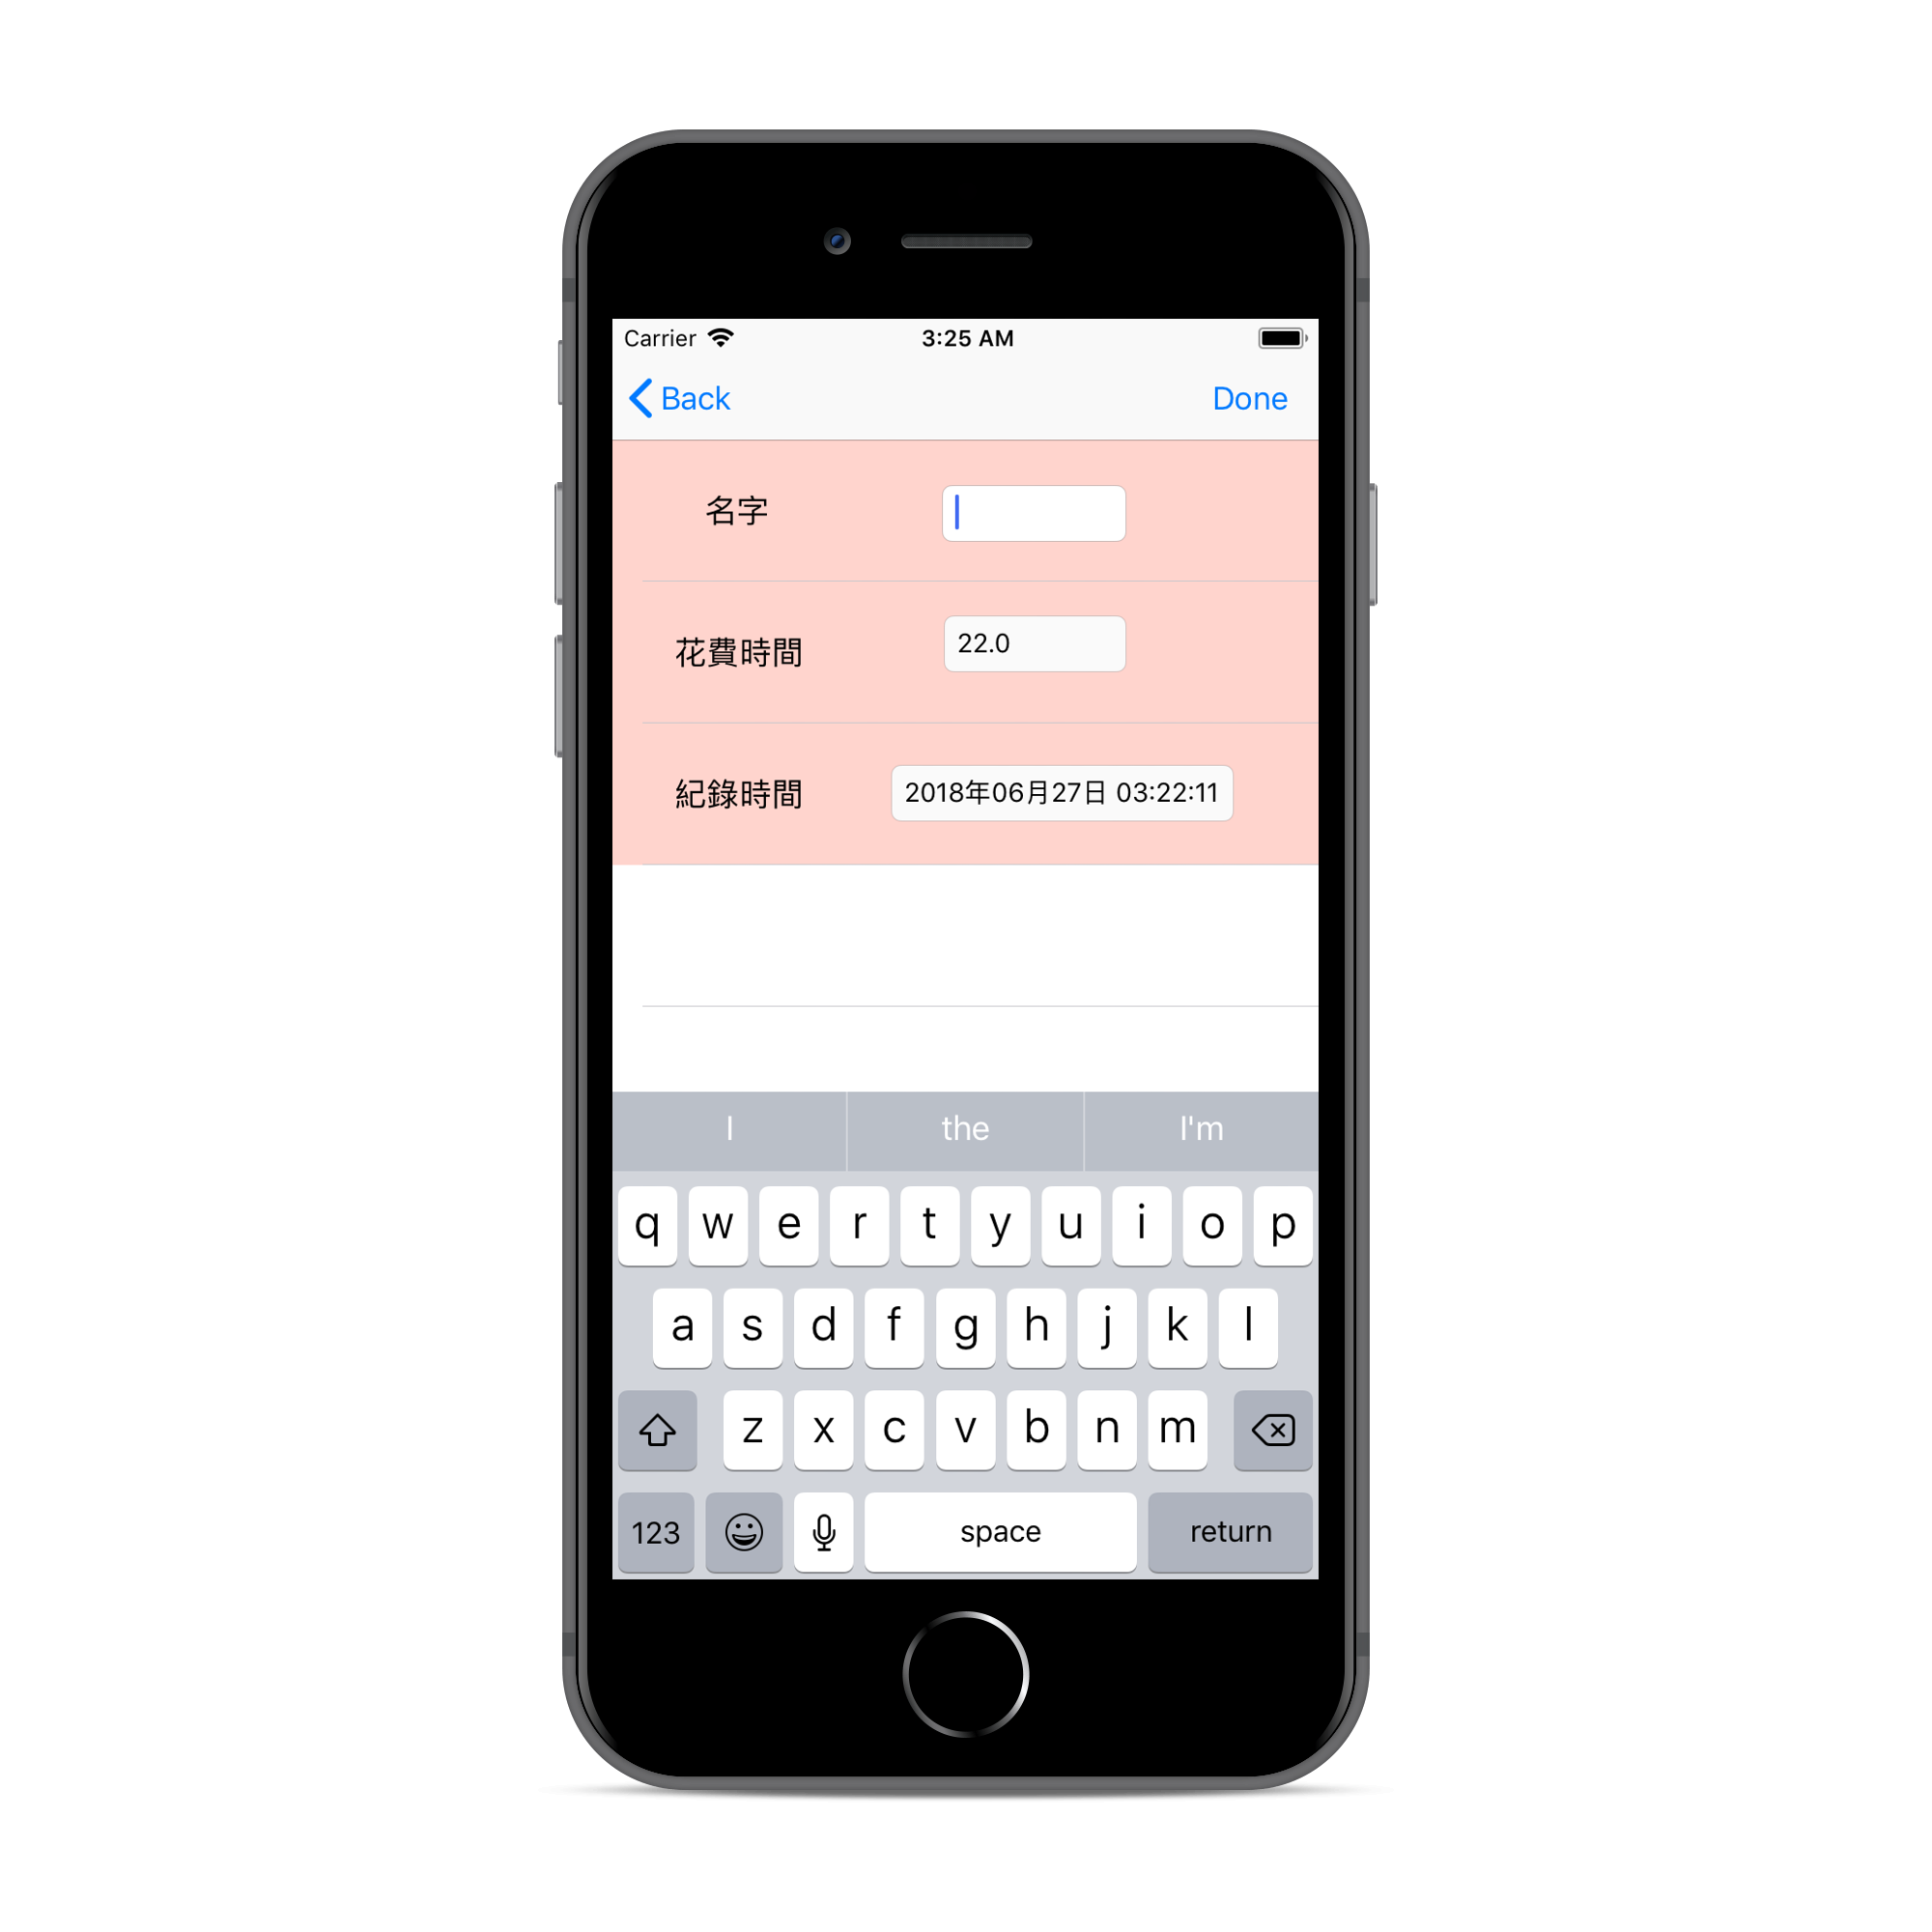 Carrier 3:25 AM
Back Done
名字
花費時間 22.0
紀錄時間 2018年06月27日 03:22:11
I the I'm
q w e r t y u i o p
a s d f g h j k l
z x c v b n m
123 space return